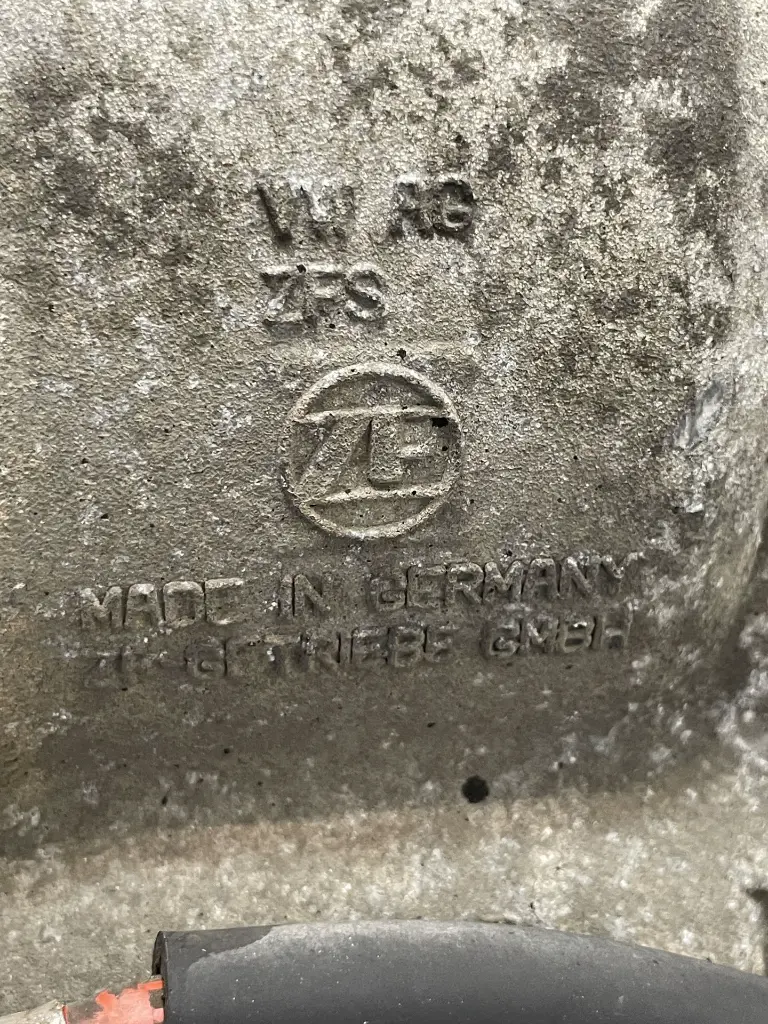 VW AG
ZFS
ZF
MADE IN GERMANY
ZF GETRIEBE GMBH